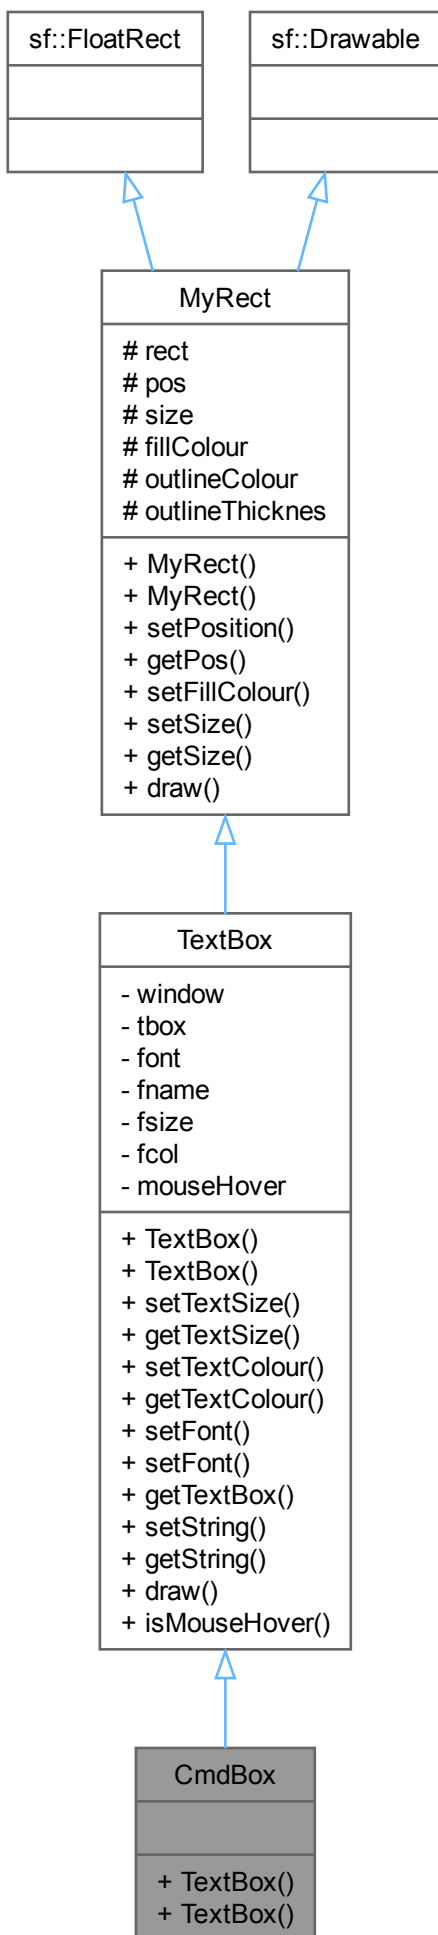 sf::FloatRect
sf::Drawable
MyRect
# rect
# pos
# size
# fillColour
# outlineColour
# outlineThicknes
+ MyRect()
+ MyRect()
+ setPosition()
+ getPos()
+ setFillColour()
+ setSize()
+ getSize()
+ draw()
TextBox
- window
- tbox
- font
- fname
- fsize
- fcol
- mouseHover
+ TextBox()
+ TextBox()
+ setTextSize()
+ getTextSize()
+ setTextColour()
+ getTextColour()
+ setFont()
+ setFont()
+ getTextBox()
+ setString()
+ getString()
+ draw()
+ isMouseHover()
CmdBox
+ TextBox()
+ TextBox()